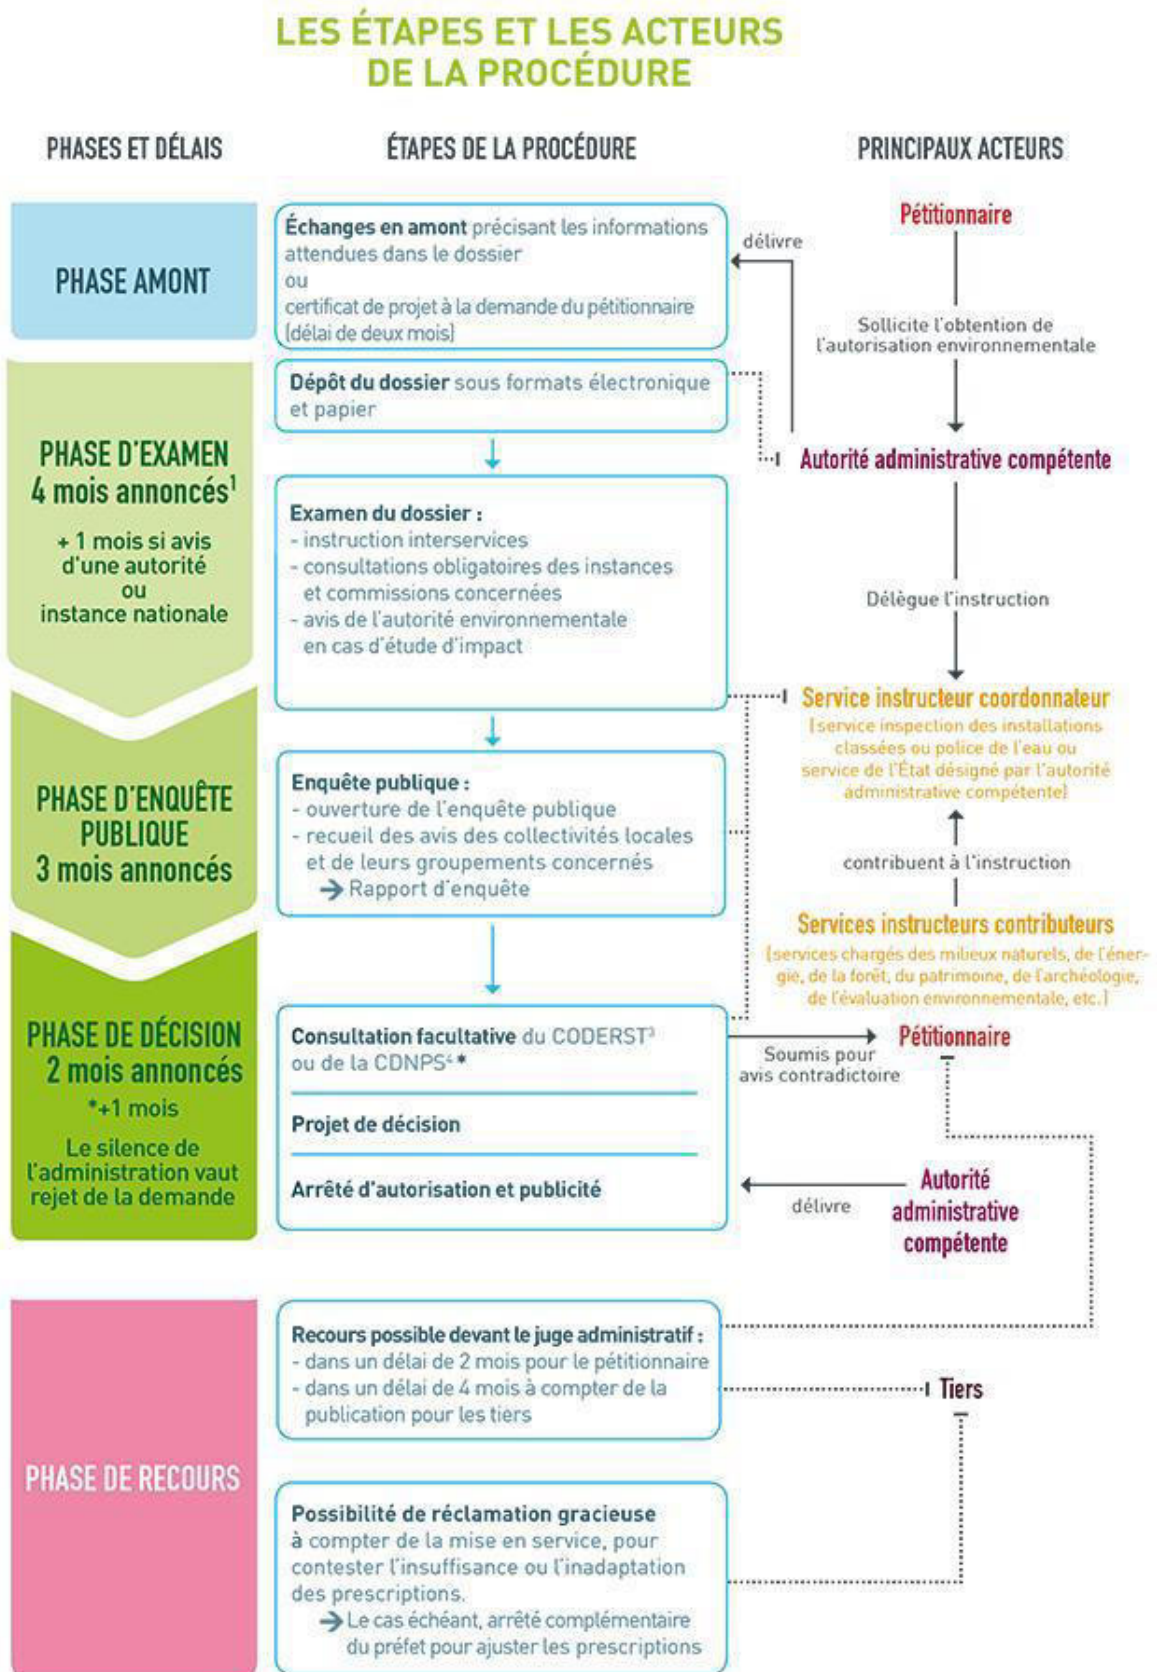 LES ÉTAPES ET LES ACTEURS
DE LA PROCÉDURE
PHASES ET DÉLAIS
ÉTAPES DE LA PROCÉDURE
PRINCIPAUX ACTEURS
PHASE AMONT
Échanges en amont précisant les informations
attendues dans le dossier
ou
certificat de projet à la demande du pétitionnaire
(délai de deux mois)
délivre
Pétitionnaire
Sollicite l'obtention de
l'autorisation environnementale
PHASE D'EXAMEN
4 mois annoncés¹
+ 1 mois si avis
d'une autorité
ou
instance nationale
Dépôt du dossier sous formats électronique
et papier
Autorité administrative compétente
Examen du dossier :
- instruction interservices
- consultations obligatoires des instances
et commissions concernées
- avis de l'autorité environnementale
en cas d'étude d'impact
Délègue l'instruction
Service instructeur coordonnateur
(service inspection des installations
classées ou police de l'eau ou
service de l'État désigné par l'autorité
administrative compétente)
PHASE D'ENQUÊTE
PUBLIQUE
3 mois annoncés
Enquête publique :
- ouverture de l'enquête publique
- recueil des avis des collectivités locales
et de leurs groupements concernés
→ Rapport d'enquête
contribuent à l'instruction
Services instructeurs contributeurs
(services chargés des milieux naturels, de l'éner-
gie, de la forêt, du patrimoine, de l'archéologie,
de l'évaluation environnementale, etc.)
PHASE DE DÉCISION
2 mois annoncés
*+1 mois
Le silence de
l'administration vaut
rejet de la demande
Consultation facultative du CODERST³
ou de la CDNPS⁴ *
Projet de décision
Arrêté d'autorisation et publicité
Soumis pour
avis contradictoire
Pétitionnaire
délivre
Autorité
administrative
compétente
PHASE DE RECOURS
Recours possible devant le juge administratif :
- dans un délai de 2 mois pour le pétitionnaire
- dans un délai de 4 mois à compter de la
publication pour les tiers
Tiers
Possibilité de réclamation gracieuse
à compter de la mise en service, pour
contester l'insuffisance ou l'inadaptation
des prescriptions.
→ Le cas échéant, arrêté complémentaire
du préfet pour ajuster les prescriptions